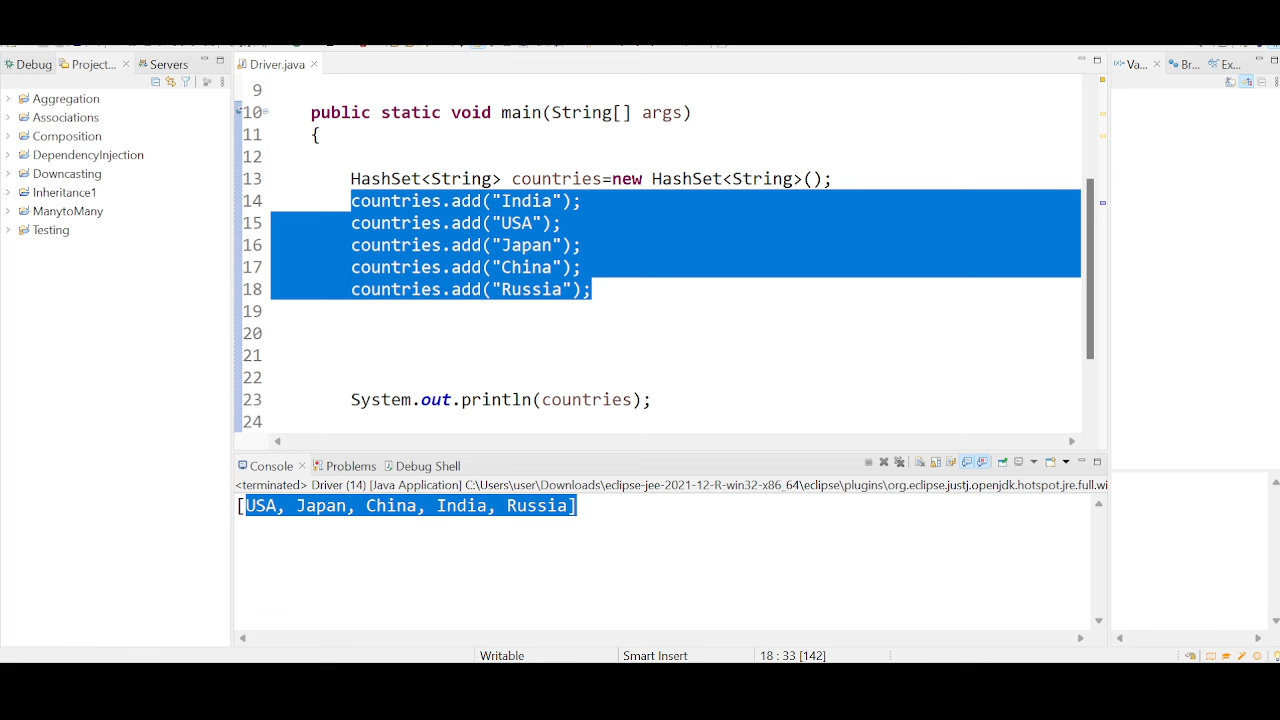 Debug Project... Servers
Driver.java
Va... Br... Ex...
Aggregation
Associations
Composition
DependencyInjection
Downcasting
Inheritance1
ManytoMany
Testing
9
10 public static void main(String[] args)
11 {
12
13 HashSet<String> countries=new HashSet<String>();
14 countries.add("India");
15 countries.add("USA");
16 countries.add("Japan");
17 countries.add("China");
18 countries.add("Russia");
19
20
21
22
23 System.out.println(countries);
24
Console Problems Debug Shell
<terminated> Driver (14) [Java Application] C:\Users\user\Downloads\eclipse-jee-2021-12-R-win32-x86_64\eclipse\plugins\org.eclipse.justj.openjdk.hotspot.jre.full.wi
[USA, Japan, China, India, Russia]
Writable Smart Insert 18 : 33 [142]